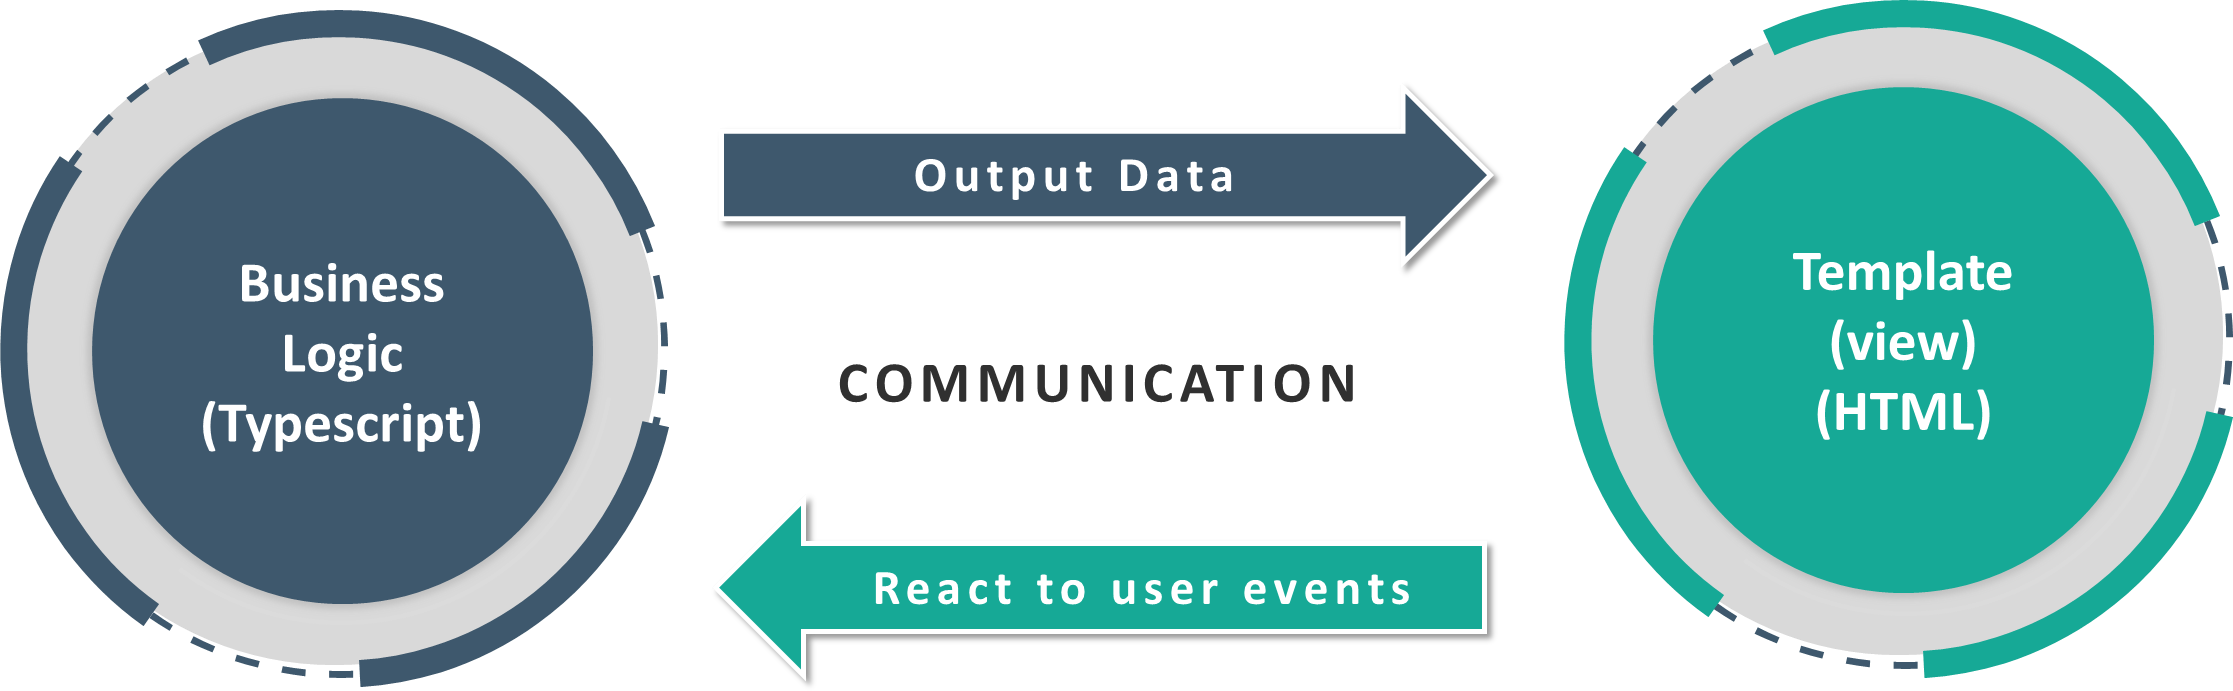 Business
Logic
(Typescript)
Output Data
COMMUNICATION
React to user events
Template
(view)
(HTML)